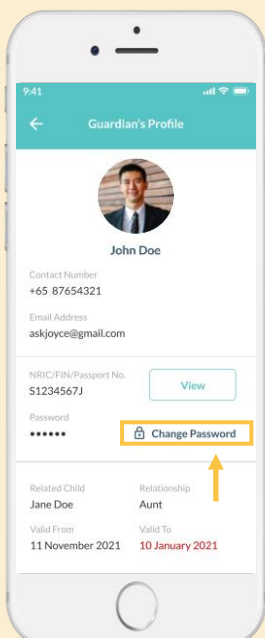 9:41
Guardian's Profile
John Doe
Contact Number
+65 87654321
Email Address
askjoyce@gmail.com
NRIC/FIN/Passport No.
S1234567J
View
Password
••••••
Change Password
Related Child Relationship
Jane Doe Aunt
Valid From Valid To
11 November 2021 10 January 2021